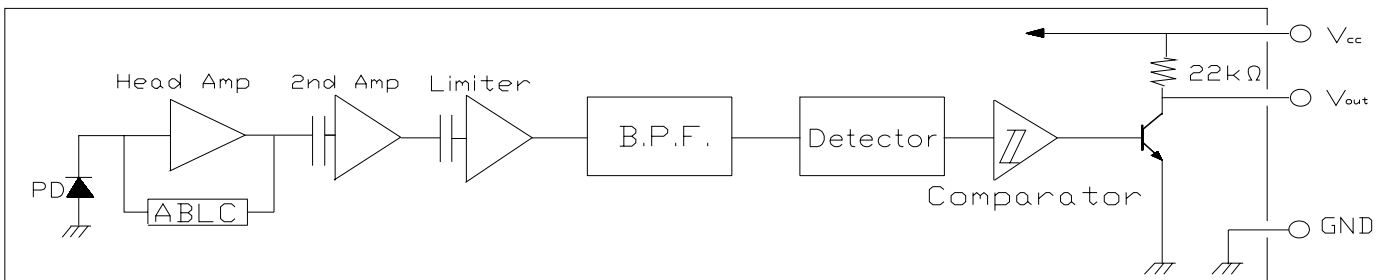 Vcc
22kΩ
Head Amp
2nd Amp
Limiter
Vout
B.P.F.
Detector
PD
ABLC
Comparator
GND